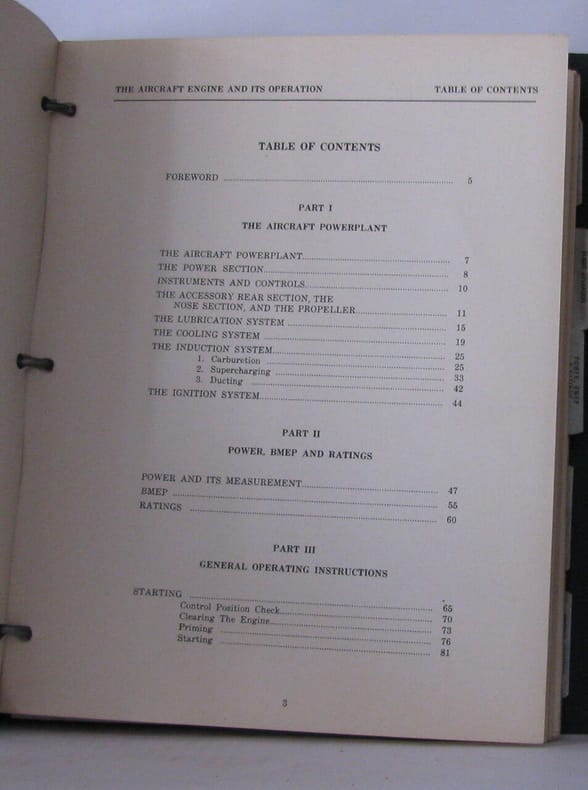 THE AIRCRAFT ENGINE AND ITS OPERATION TABLE OF CONTENTS
TABLE OF CONTENTS
FOREWORD 5
PART I
THE AIRCRAFT POWERPLANT
THE AIRCRAFT POWERPLANT 7
THE POWER SECTION 8
INSTRUMENTS AND CONTROLS 10
THE ACCESSORY REAR SECTION, THE
NOSE SECTION, AND THE PROPELLER 11
THE LUBRICATION SYSTEM 15
THE COOLING SYSTEM 19
THE INDUCTION SYSTEM 25
1. Carburetion 25
2. Supercharging 33
3. Ducting 42
THE IGNITION SYSTEM 44
PART II
POWER, BMEP AND RATINGS
POWER AND ITS MEASUREMENT 47
BMEP 55
RATINGS 60
PART III
GENERAL OPERATING INSTRUCTIONS
STARTING 65
Control Position Check 70
Clearing The Engine 73
Priming 76
Starting 81
3